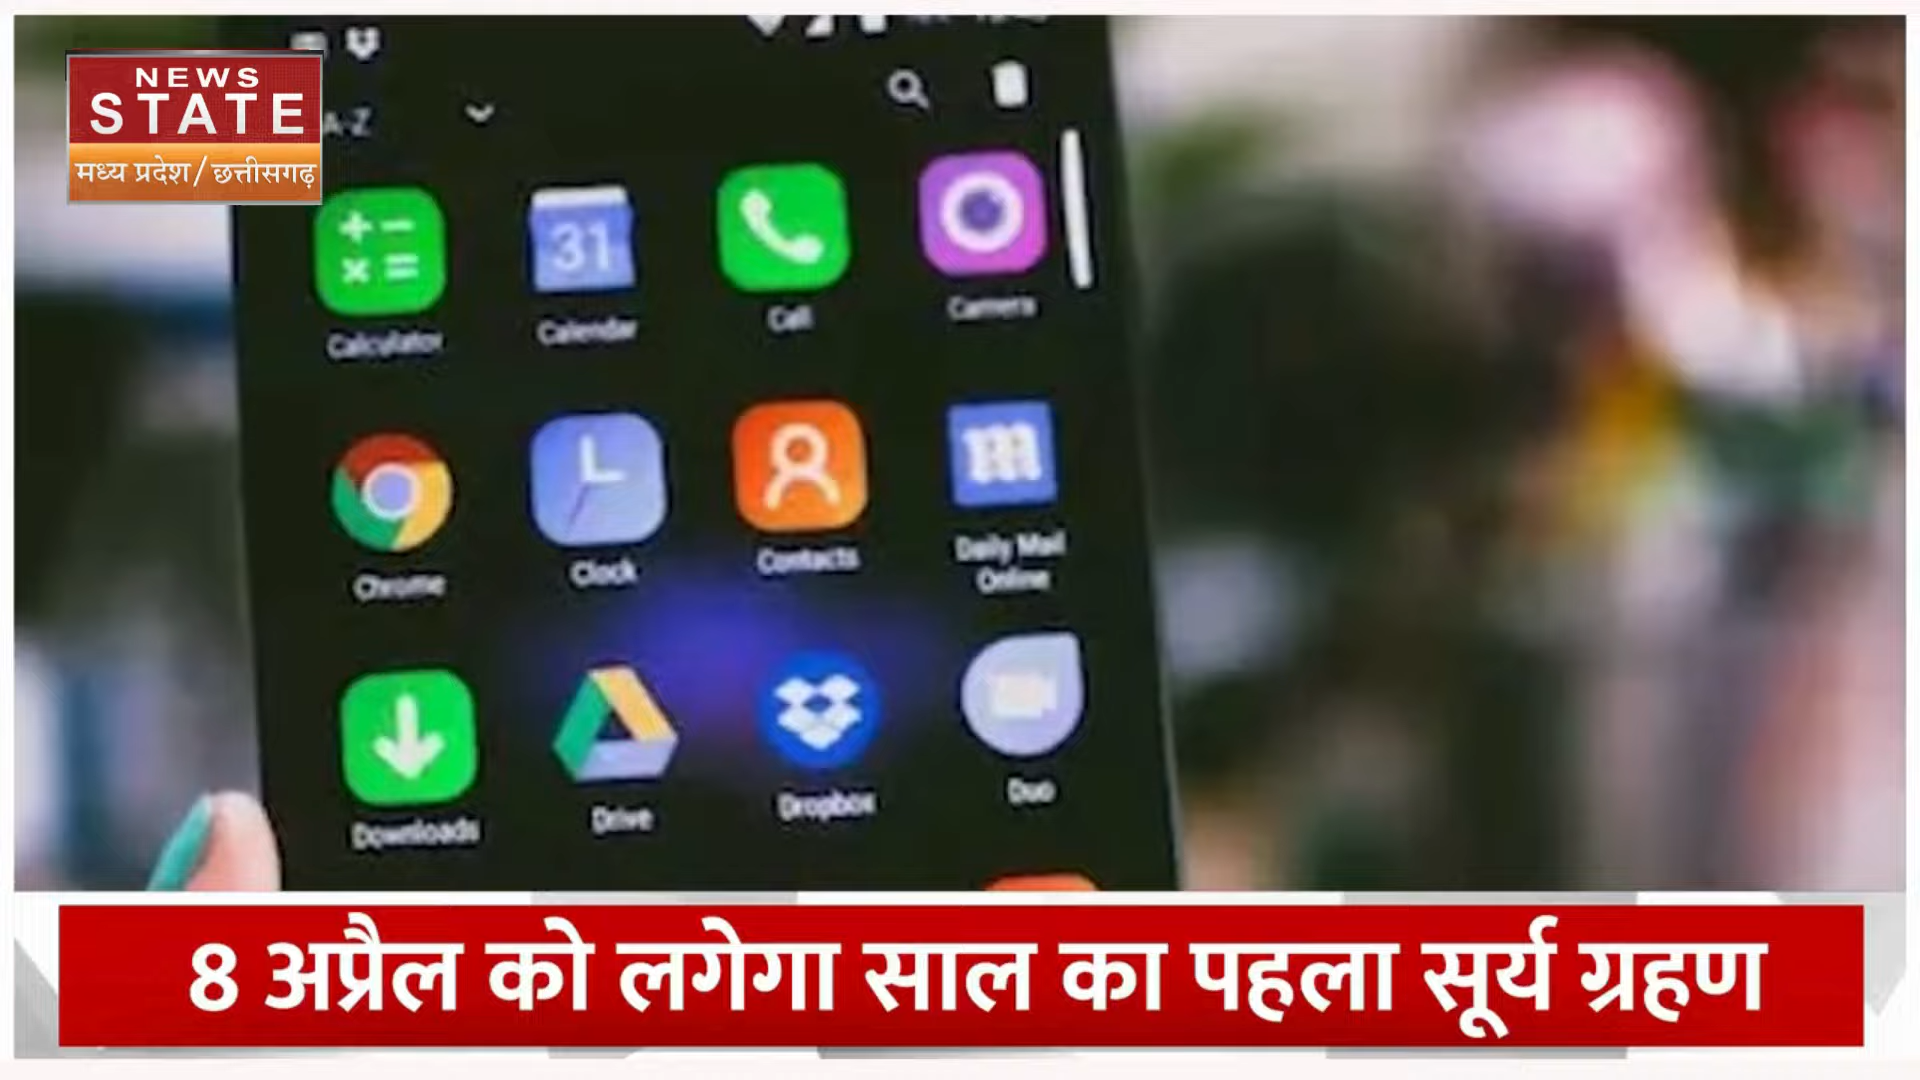 NEWS
STATE
मध्य प्रदेश/छत्तीसगढ़
A-Z
31
Calculator
Calendar
Call
Camera
Chrome
Clock
Contacts
Daily Mail
Online
Downloads
Drive
Dropbox
Duo
8 अप्रैल को लगेगा साल का पहला सूर्य ग्रहण